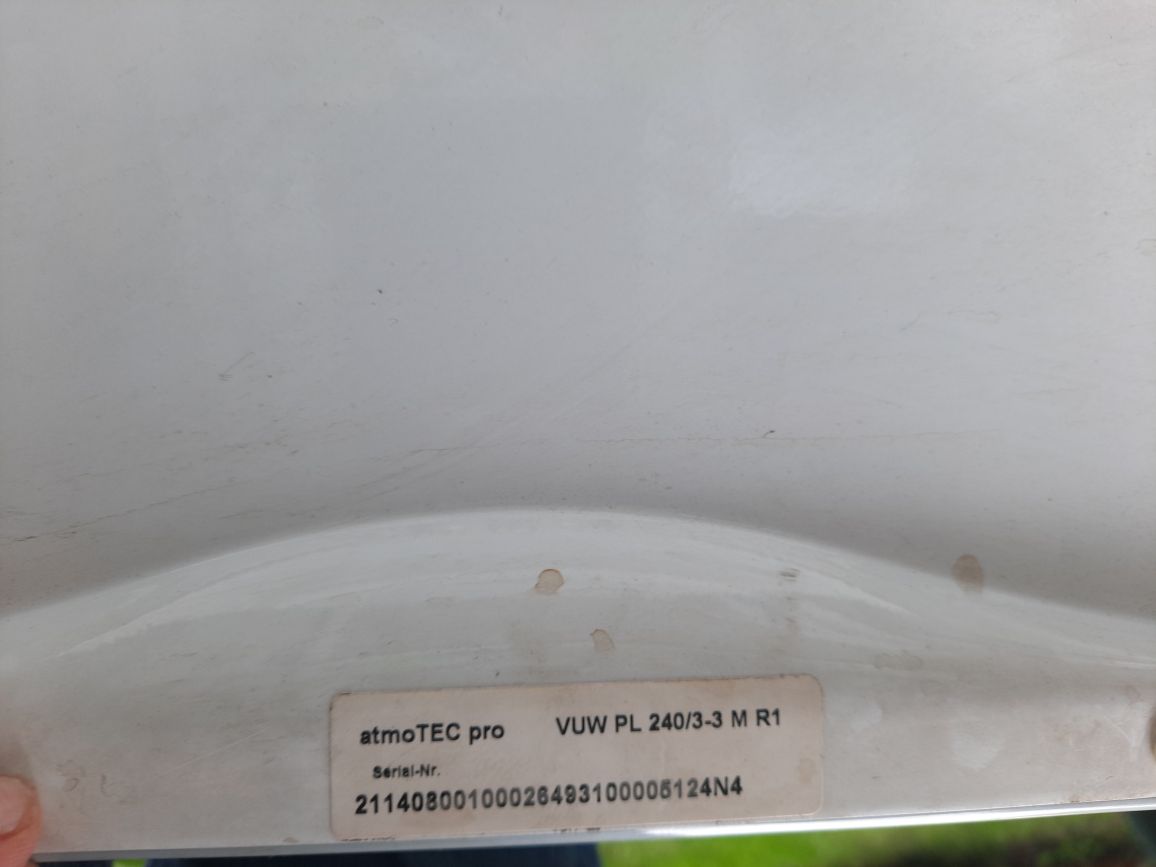 atmoTEC pro VUW PL 240/3-3 M R1
Serial-Nr.
21140800100026493100005124N4